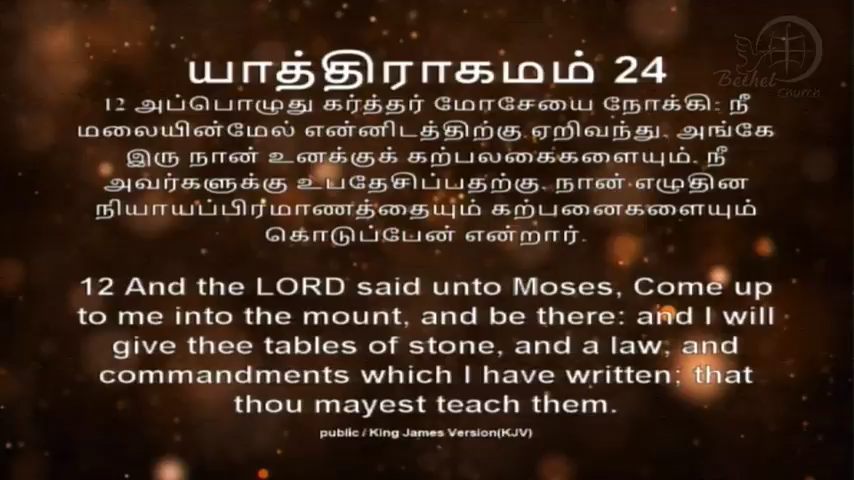 Bethel
Church
யாத்திராகமம் 24
12 அப்பொழுது கர்த்தர் மோசேயை நோக்கி: நீ
மலையின்மேல் என்னிடத்திற்கு ஏறிவந்து, அங்கே
இரு நான் உனக்குக் கற்பலகைகளையும், நீ
அவர்களுக்கு உபதேசிப்பதற்கு, நான் எழுதின
நியாயப்பிரமாணத்தையும் கற்பனைகளையும்
கொடுப்பேன் என்றார்.
12 And the LORD said unto Moses, Come up
to me into the mount, and be there: and I will
give thee tables of stone, and a law, and
commandments which I have written; that
thou mayest teach them.
public / King James Version(KJV)